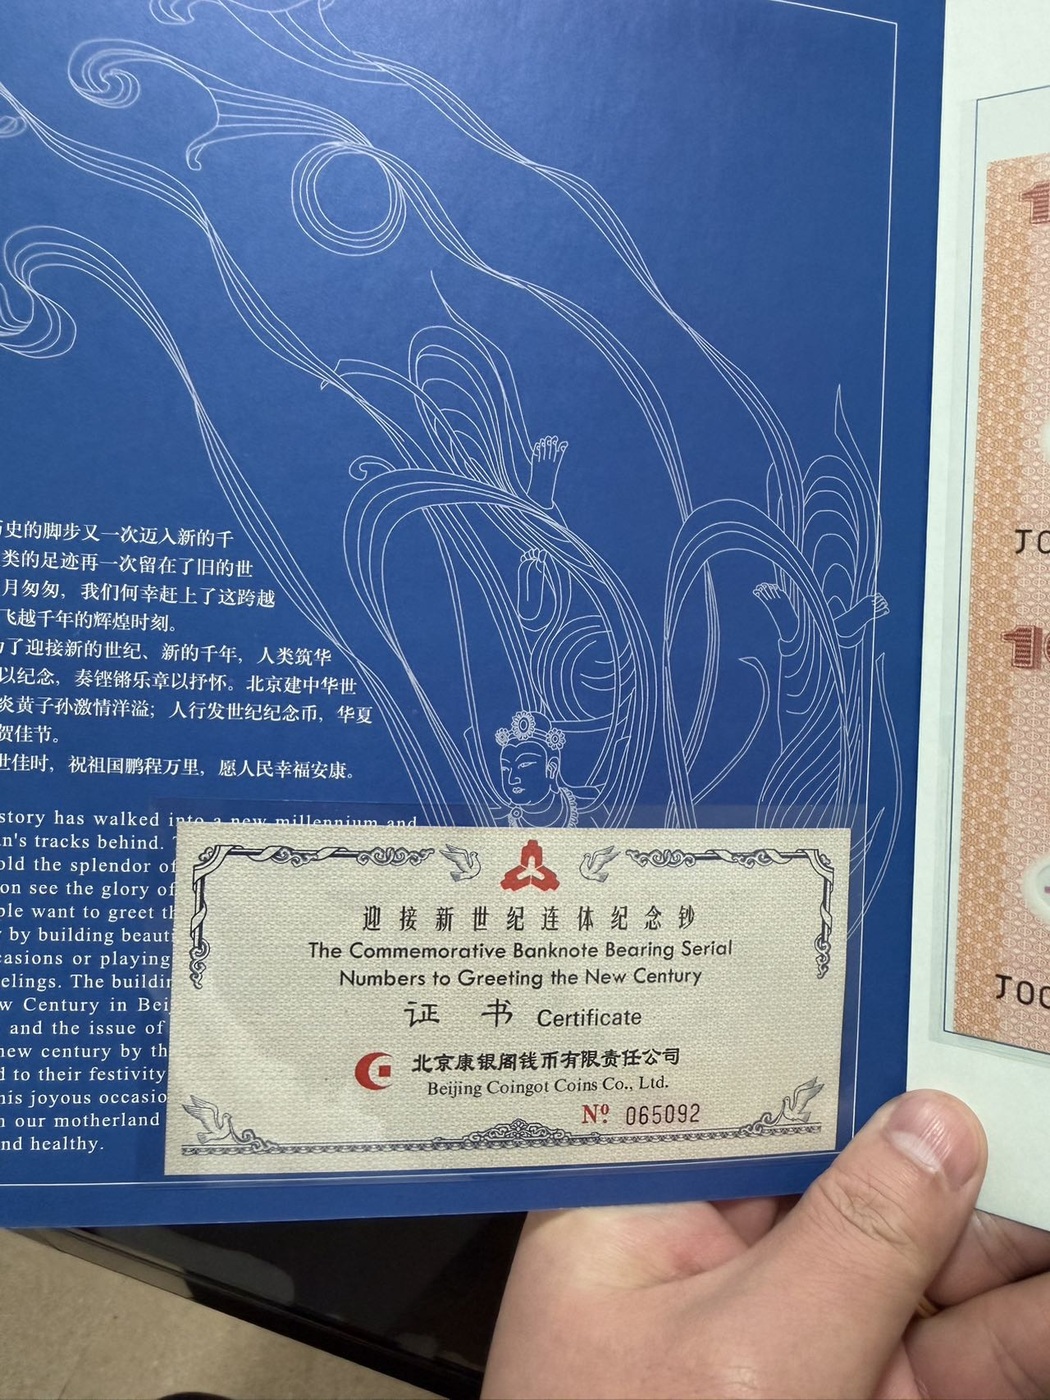 历史的脚步又一次迈入新的千
类的足迹再一次留在了旧的世
月匆匆，我们何幸赶上了这跨越
飞越千年的辉煌时刻。
为了迎接新的世纪、新的千年，人类筑华
以纪念，奏铿锵乐章以抒怀。北京建中华世
炎黄子孙激情洋溢；人行发世纪纪念币，华夏
贺佳节。
世佳时，祝祖国鹏程万里，愿人民幸福安康。
story has walked into a new millennium and
an's tracks behind.
old the splendor of
on see the glory of
ple want to greet th
r by building beaut
casions or playing
elings. The buildin
w Century in Bei
and the issue of
new century by th
d to their festivity
his joyous occasio
n our motherland
nd healthy.
迎接新世纪连体纪念钞
The Commemorative Banknote Bearing Serial
Numbers to Greeting the New Century
证 书 Certificate
北京康银阁钱币有限责任公司
Beijing Coingot Coins Co., Ltd.
Nº 065092
JO
10
JOO